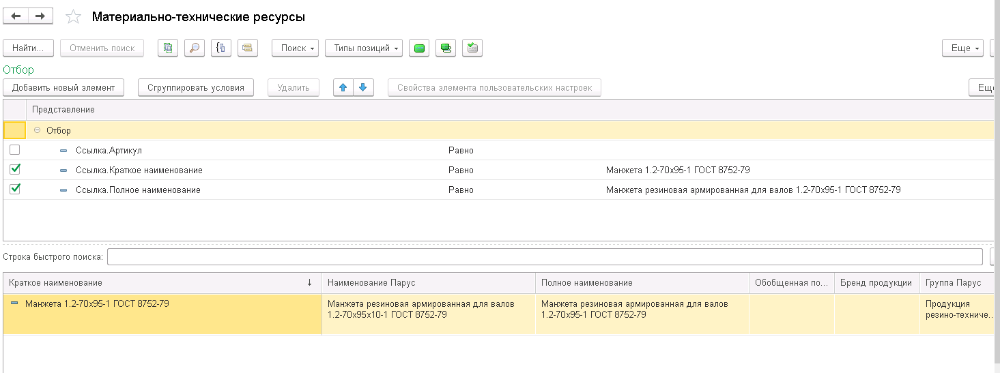 Материально-технические ресурсы
Найти... Отменить поиск Поиск Типы позиций Еще
Отбор
Добавить новый элемент Сгруппировать условия Удалить Свойства элемента пользовательских настроек Ещ
Представление
Отбор
Ссылка.Артикул Равно
Ссылка.Краткое наименование Равно Манжета 1.2-70х95-1 ГОСТ 8752-79
Ссылка.Полное наименование Равно Манжета резиновая армированная для валов 1.2-70х95-1 ГОСТ 8752-79
Строка быстрого поиска:
Краткое наименование ↓ Наименование Парус Полное наименование Обобщенная по... Бренд продукции Группа Парус
Манжета 1.2-70х95-1 ГОСТ 8752-79 Манжета резиновая армированная для валов Манжета резиновая армированная для валов Продукция
1.2-70х95х10-1 ГОСТ 8752-79 1.2-70х95-1 ГОСТ 8752-79 резино-техниче...